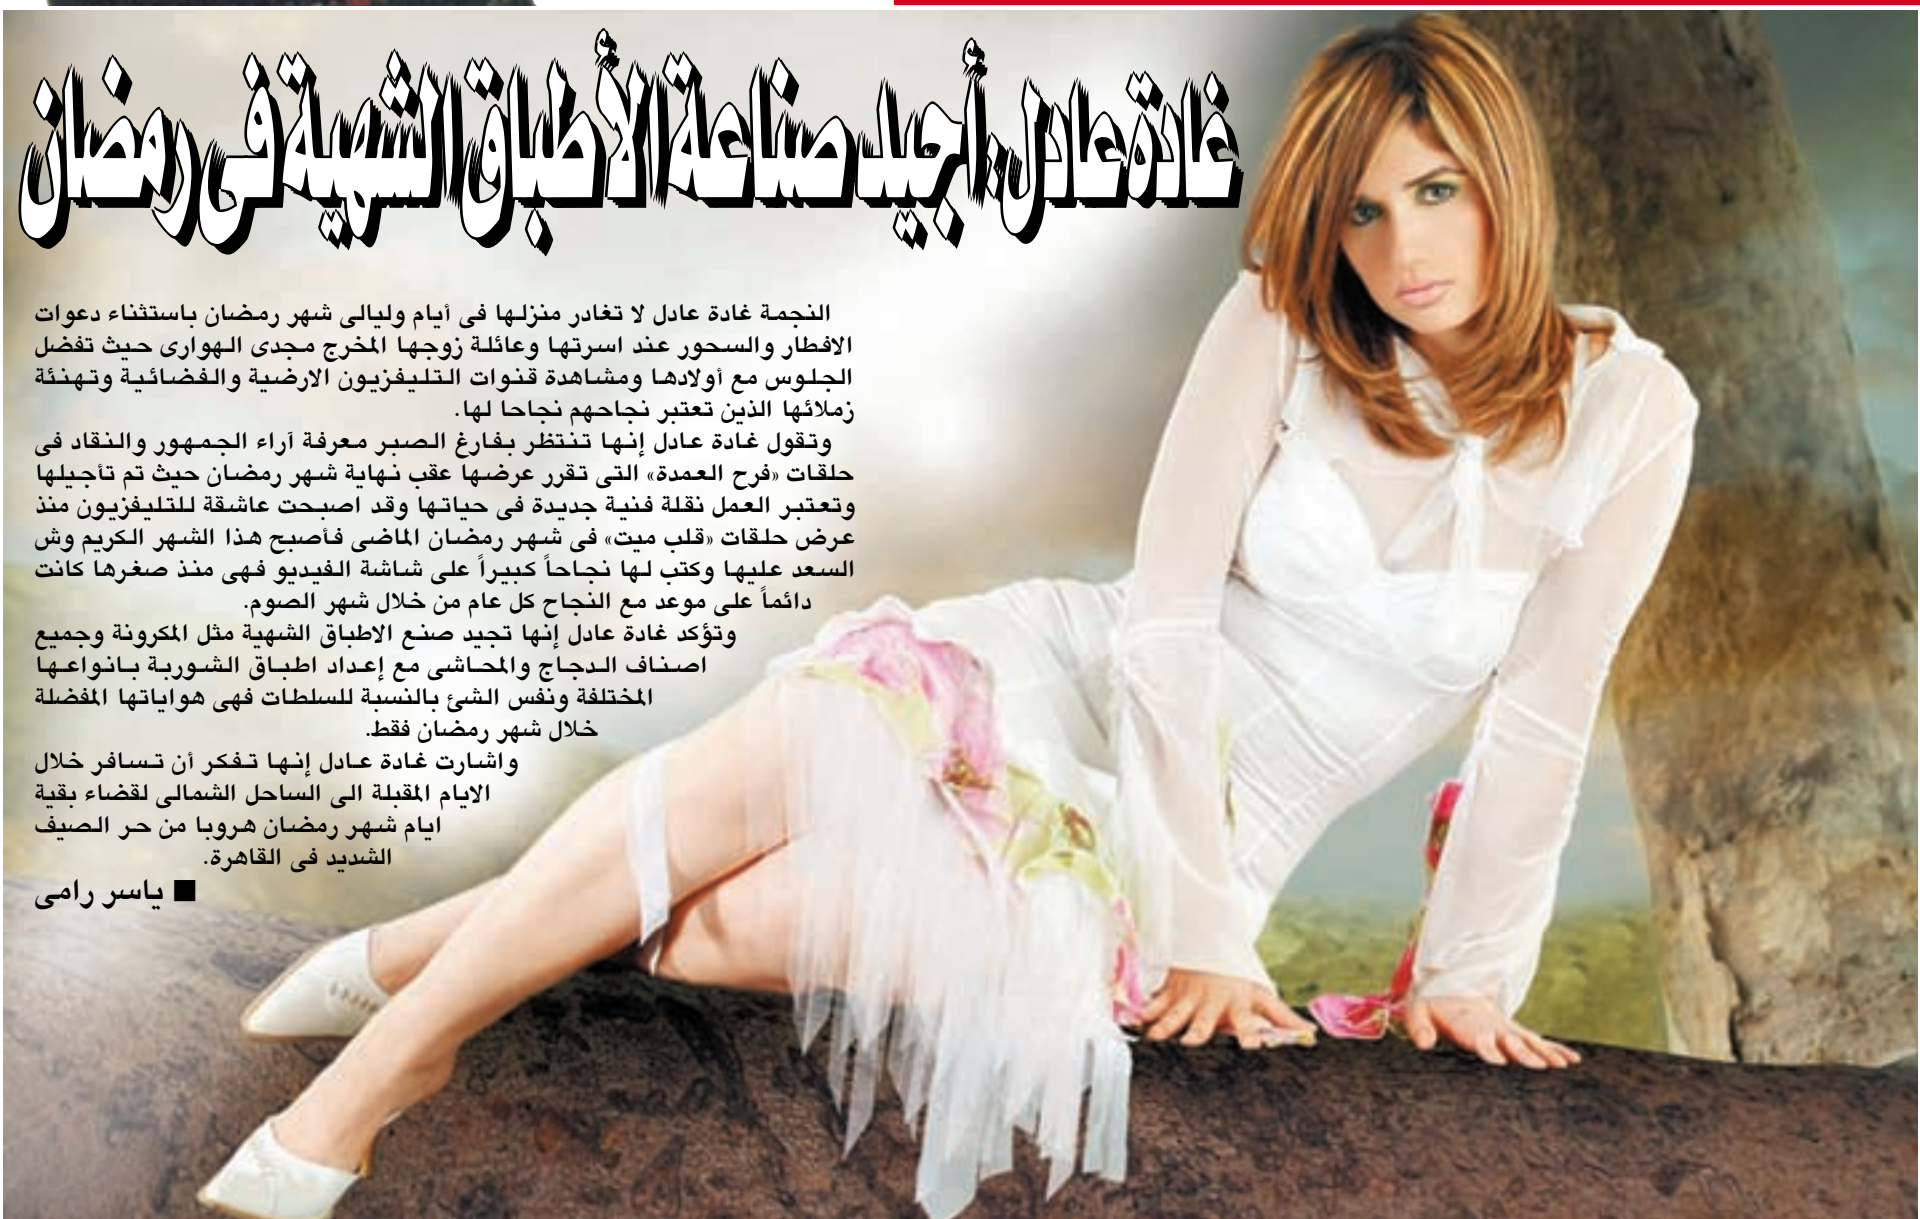 غادة عادل: أجيد صناعة الأطباق الشهية فى رمضان
النجمة غادة عادل لا تغادر منزلها فى أيام وليالى شهر رمضان باستثناء دعوات
الافطار والسحور عند اسرتها وعائلة زوجها المخرج مجدى الهوارى حيث تفضل
الجلوس مع أولادها ومشاهدة قنوات التليفزيون الارضية والفضائية وتهنئة
زملائها الذين تعتبر نجاحهم نجاحا لها.
وتقول غادة عادل إنها تنتظر بفارغ الصبر معرفة آراء الجمهور والنقاد فى
حلقات «فرح العمدة» التى تقرر عرضها عقب نهاية شهر رمضان حيث تم تأجيلها
وتعتبر العمل نقلة فنية جديدة فى حياتها وقد اصبحت عاشقة للتليفزيون منذ
عرض حلقات «قلب ميت» فى شهر رمضان الماضى فأصبح هذا الشهر الكريم وش
السعد عليها وكتب لها نجاحاً كبيراً على شاشة الفيديو فهى منذ صغرها كانت
دائماً على موعد مع النجاح كل عام من خلال شهر الصوم.
وتؤكد غادة عادل إنها تجيد صنع الاطباق الشهية مثل المكرونة وجميع
اصناف الدجاج والمحاشى مع إعداد اطباق الشوربة بانواعها
المختلفة ونفس الشئ بالنسبة للسلطات فهى هواياتها المفضلة
خلال شهر رمضان فقط.
واشارت غادة عادل إنها تفكر أن تسافر خلال
الايام المقبلة الى الساحل الشمالى لقضاء بقية
ايام شهر رمضان هروبا من حر الصيف
الشديد فى القاهرة.
■ ياسر رامى